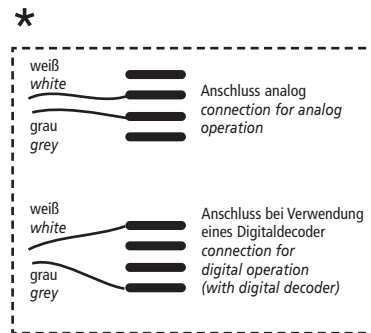 *
weiß
white
grau
grey
Anschluss analog
connection for analog
operation
weiß
white
grau
grey
Anschluss bei Verwendung
eines Digitaldecoder
connection for
digital operation
(with digital decoder)